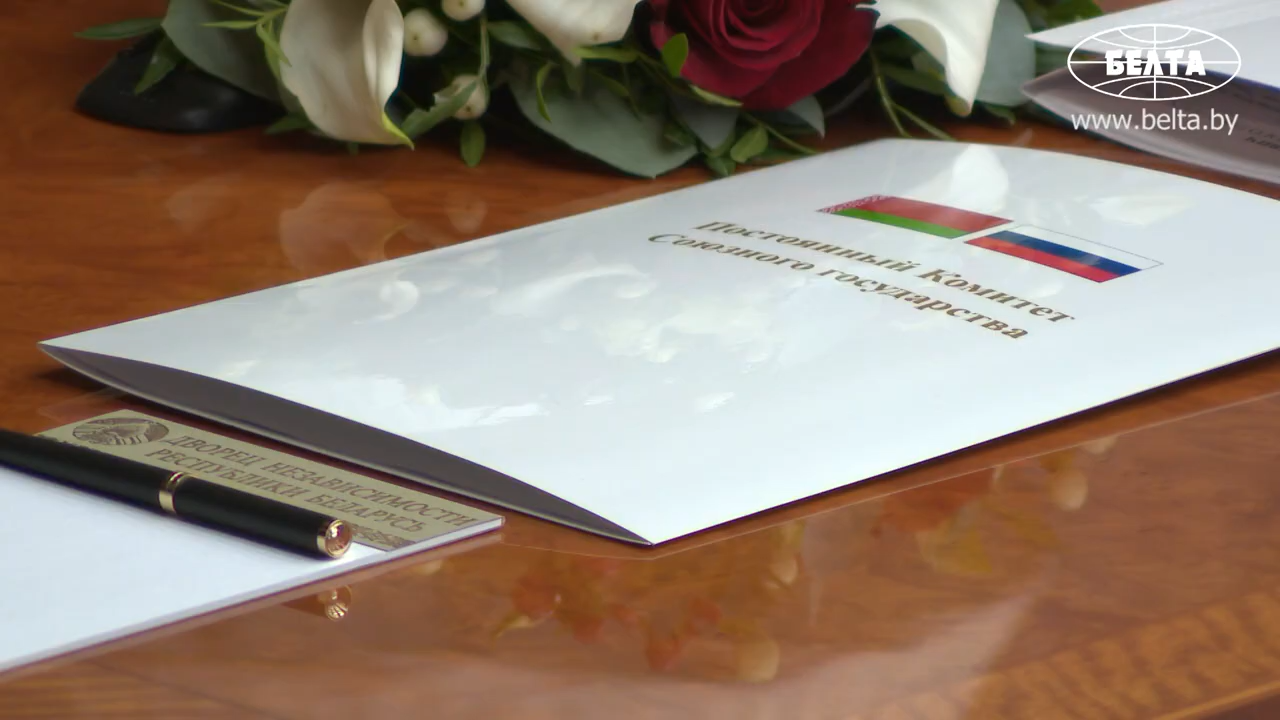 БЕЛТА
www.belta.by
Постоянный Комитет
Союзного государства
ДВОРЕЦ НЕЗАВИСИМОСТИ
РЕСПУБЛИКИ БЕЛАРУСЬ